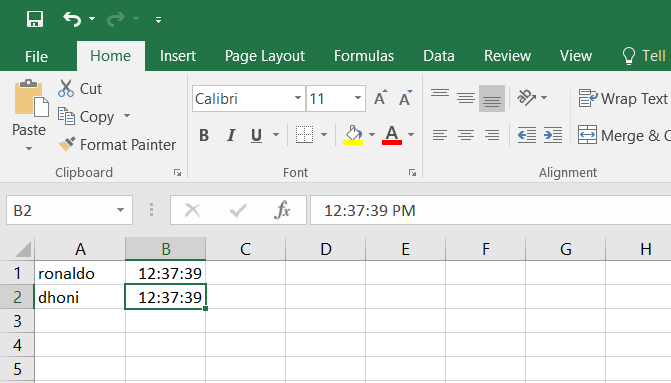 File Home Insert Page Layout Formulas Data Review View Tell
Cut
Copy
Format Painter
Paste
Calibri 11 A A
B I U A
ab
Wrap Text
Merge & C
Clipboard Font Alignment
B2 fx 12:37:39 PM
A B C D E F G H
1 ronaldo 12:37:39
2 dhoni 12:37:39
3
4
5